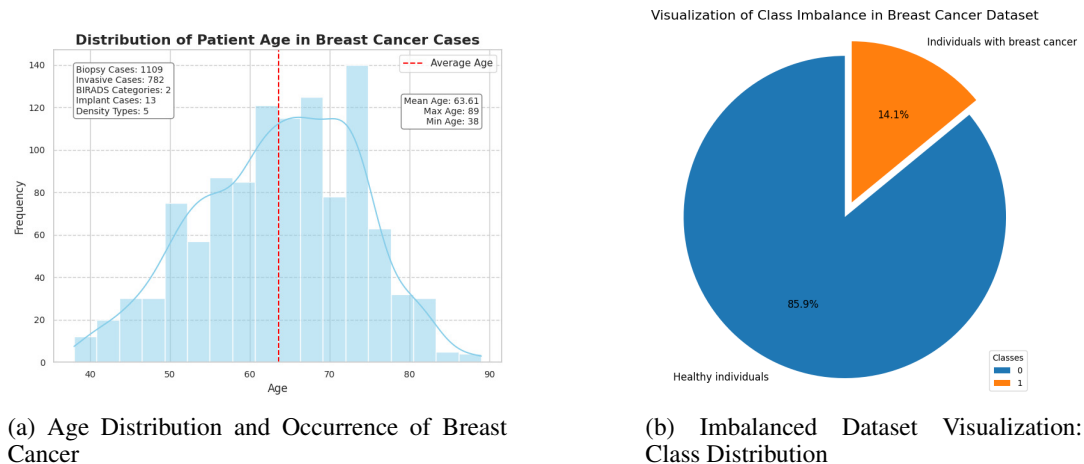 Distribution of Patient Age in Breast Cancer Cases
Biopsy Cases: 1109
Invasive Cases: 782
BIRADS Categories: 2
Implant Cases: 13
Density Types: 5
Average Age
Mean Age: 63.61
Max Age: 89
Min Age: 38
Frequency
140
120
100
80
60
40
20
0
40 50 60 70 80 90
Age
(a) Age Distribution and Occurrence of Breast
Cancer
Visualization of Class Imbalance in Breast Cancer Dataset
Individuals with breast cancer
14.1%
85.9%
Healthy individuals
Classes
0
1
(b) Imbalanced Dataset Visualization:
Class Distribution